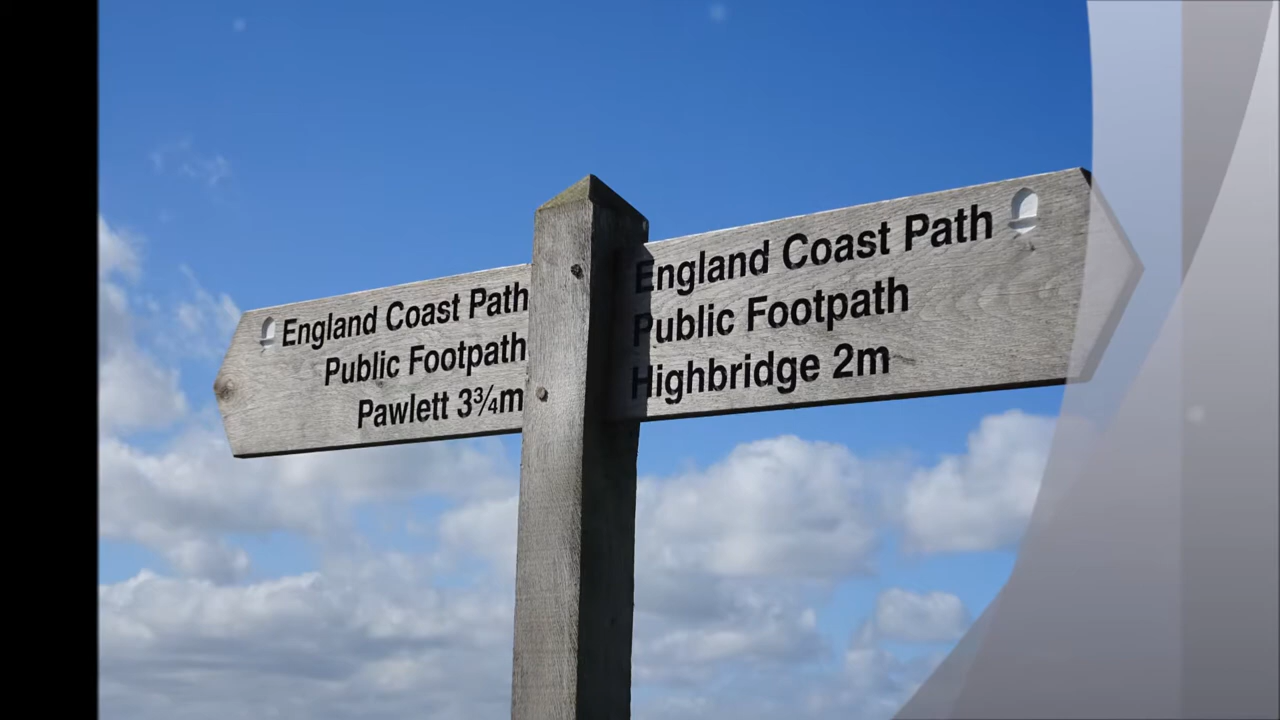 England Coast Path
Public Footpath
Pawlett 3¾m
England Coast Path
Public Footpath
Highbridge 2m